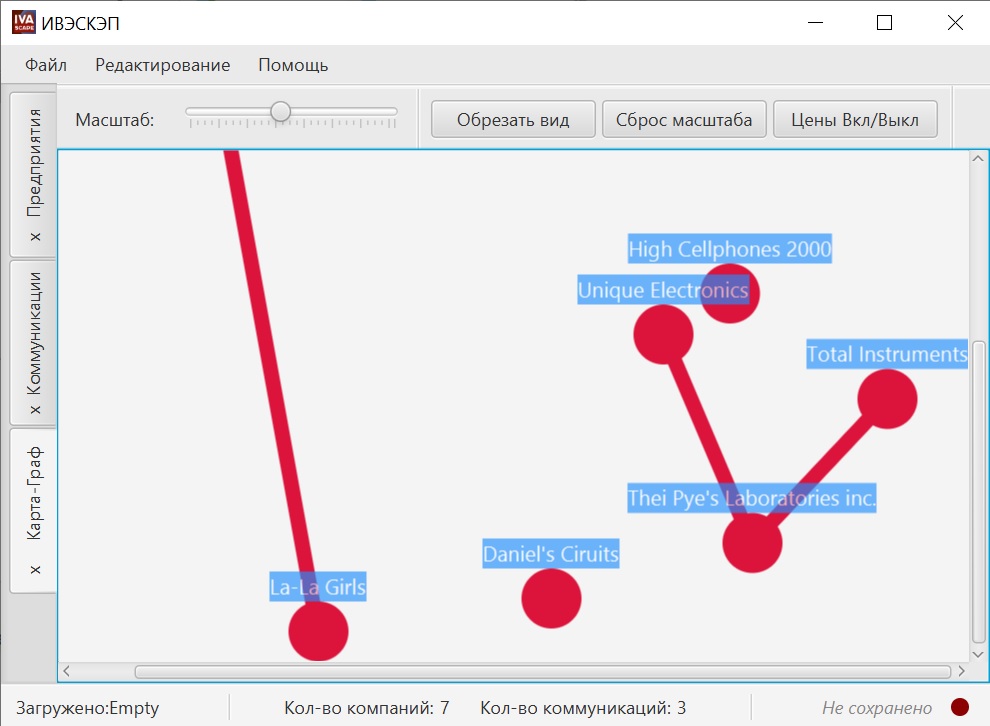 IVA
SCAPE
ИВЭСКЭП
Файл Редактирование Помощь
Масштаб: Обрезать вид Сброс масштаба Цены Вкл/Выкл
x Предприятия
x Коммуникации
x Карта-Граф
High Cellphones 2000
Unique Electronics
Total Instruments
Thei Pye's Laboratories inc.
Daniel's Ciruits
La-La Girls
Загружено:Empty Кол-во компаний: 7 Кол-во коммуникаций: 3 Не сохранено